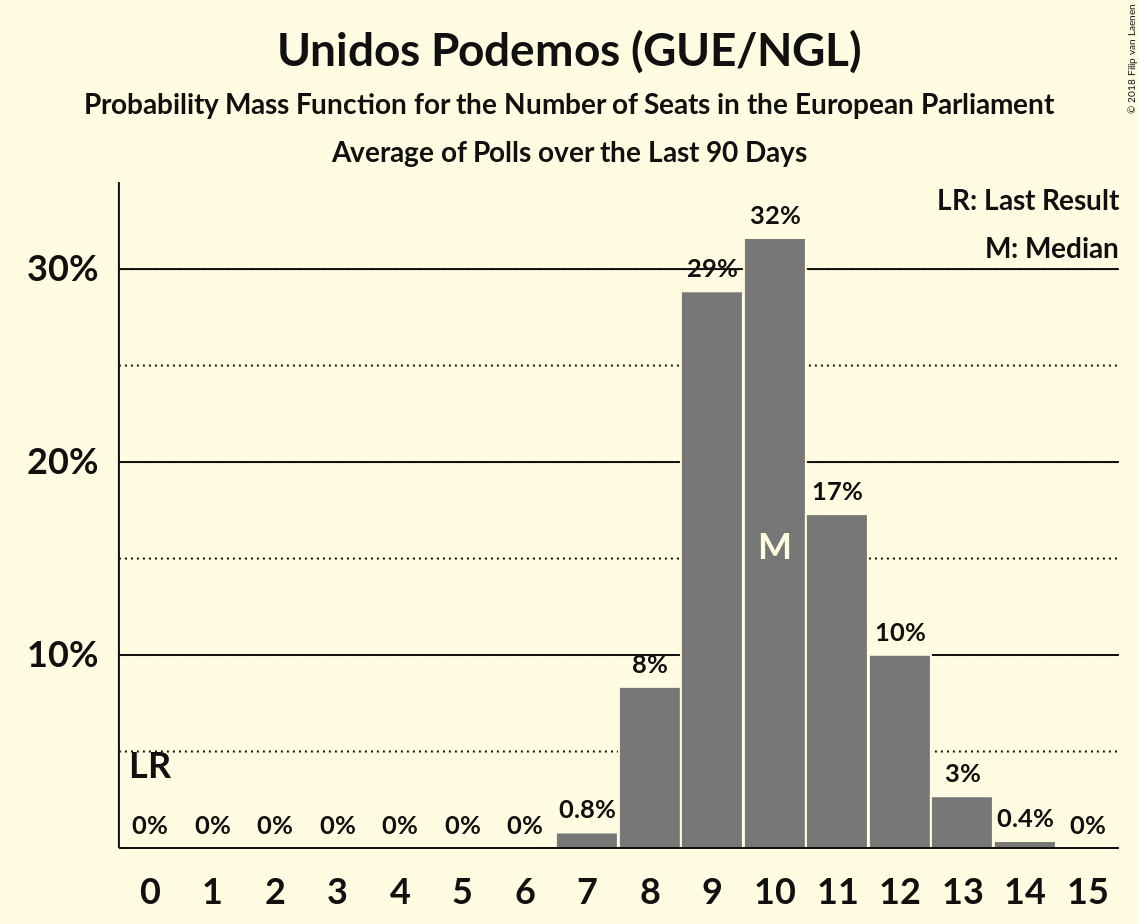 Unidos Podemos (GUE/NGL)
Probability Mass Function for the Number of Seats in the European Parliament
Average of Polls over the Last 90 Days
© 2018 Filip van Laenen
LR: Last Result
M: Median
32%
30%
29%
20%
17%
M
10%
10%
8%
LR
3%
0% 0% 0% 0% 0% 0% 0% 0.8% 0.4% 0%
0 1 2 3 4 5 6 7 8 9 10 11 12 13 14 15